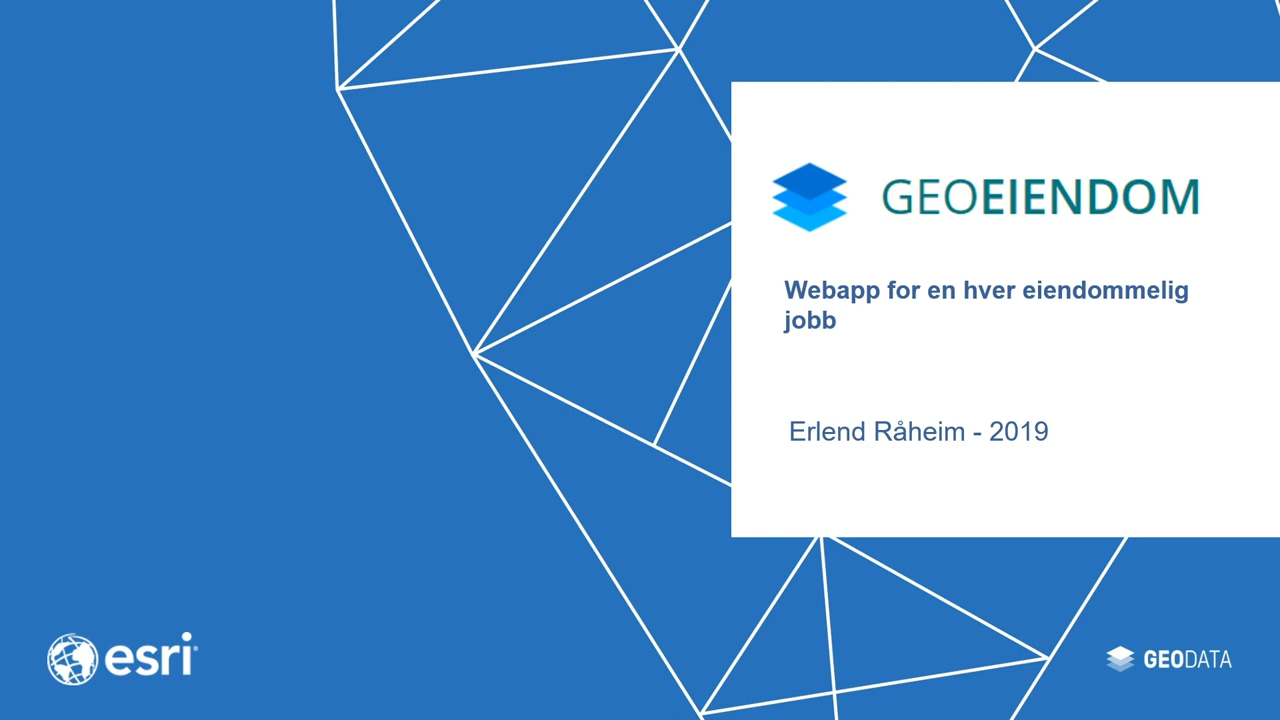 GEOEIENDOM
Webapp for en hver eiendommelig
jobb
Erlend Råheim - 2019
esri
GEODATA